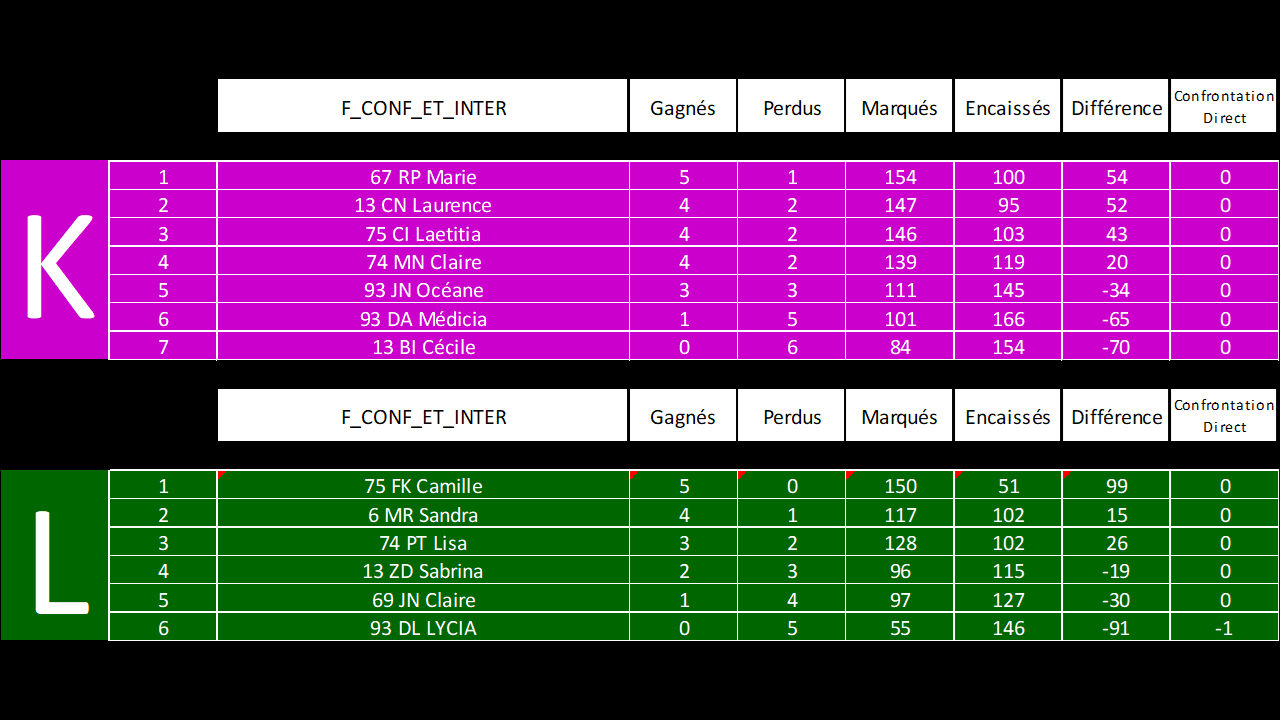 F_CONF_ET_INTER Gagnés Perdus Marqués Encaissés Différence Confrontation Direct
K
1 67 RP Marie 5 1 154 100 54 0
2 13 CN Laurence 4 2 147 95 52 0
3 75 CI Laetitia 4 2 146 103 43 0
4 74 MN Claire 4 2 139 119 20 0
5 93 JN Océane 3 3 111 145 -34 0
6 93 DA Médicia 1 5 101 166 -65 0
7 13 BI Cécile 0 6 84 154 -70 0
F_CONF_ET_INTER Gagnés Perdus Marqués Encaissés Différence Confrontation Direct
L
1 75 FK Camille 5 0 150 51 99 0
2 6 MR Sandra 4 1 117 102 15 0
3 74 PT Lisa 3 2 128 102 26 0
4 13 ZD Sabrina 2 3 96 115 -19 0
5 69 JN Claire 1 4 97 127 -30 0
6 93 DL LYCIA 0 5 55 146 -91 -1